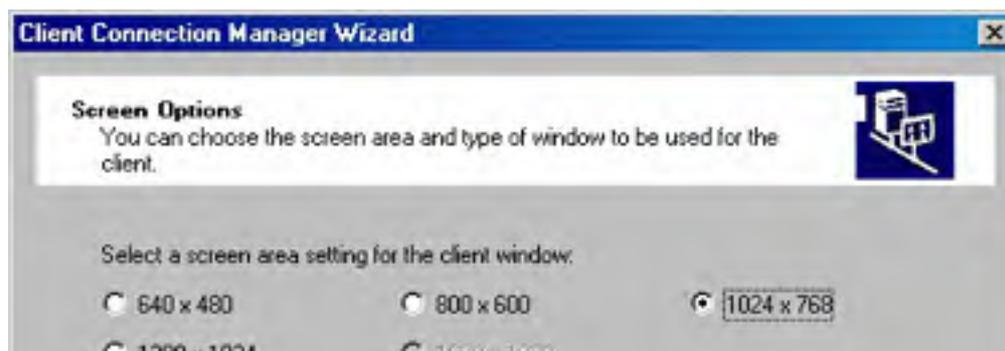 Client Connection Manager Wizard
Screen Options
You can choose the screen area and type of window to be used for the
client.
Select a screen area setting for the client window:
640 x 480
800 x 600
1024 x 768